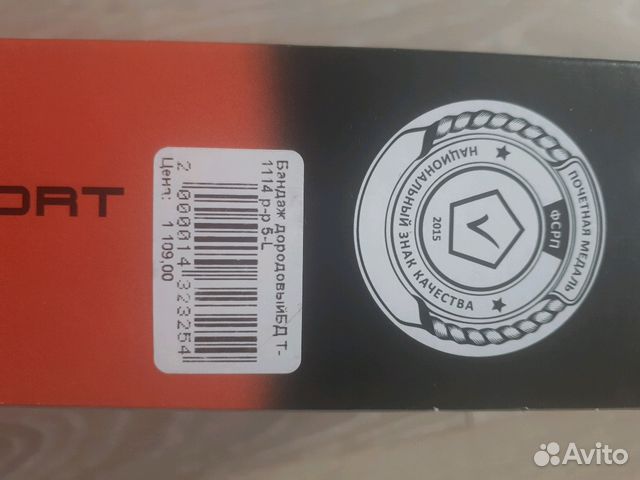 Бандаж дородовыйБД Т-
1114 р-р 5-L
2 000014 323254
Цена: 1 109,00
ORT
ПОЧЕТНАЯ МЕДАЛЬ
ФСРП
НАЦИОНАЛЬНЫЙ ЗНАК КАЧЕСТВА
2015
Avito